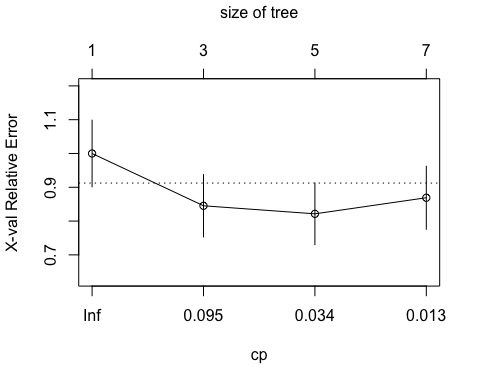 size of tree
1 3 5 7
X-val Relative Error
1.1
0.9
0.7
Inf 0.095 0.034 0.013
cp